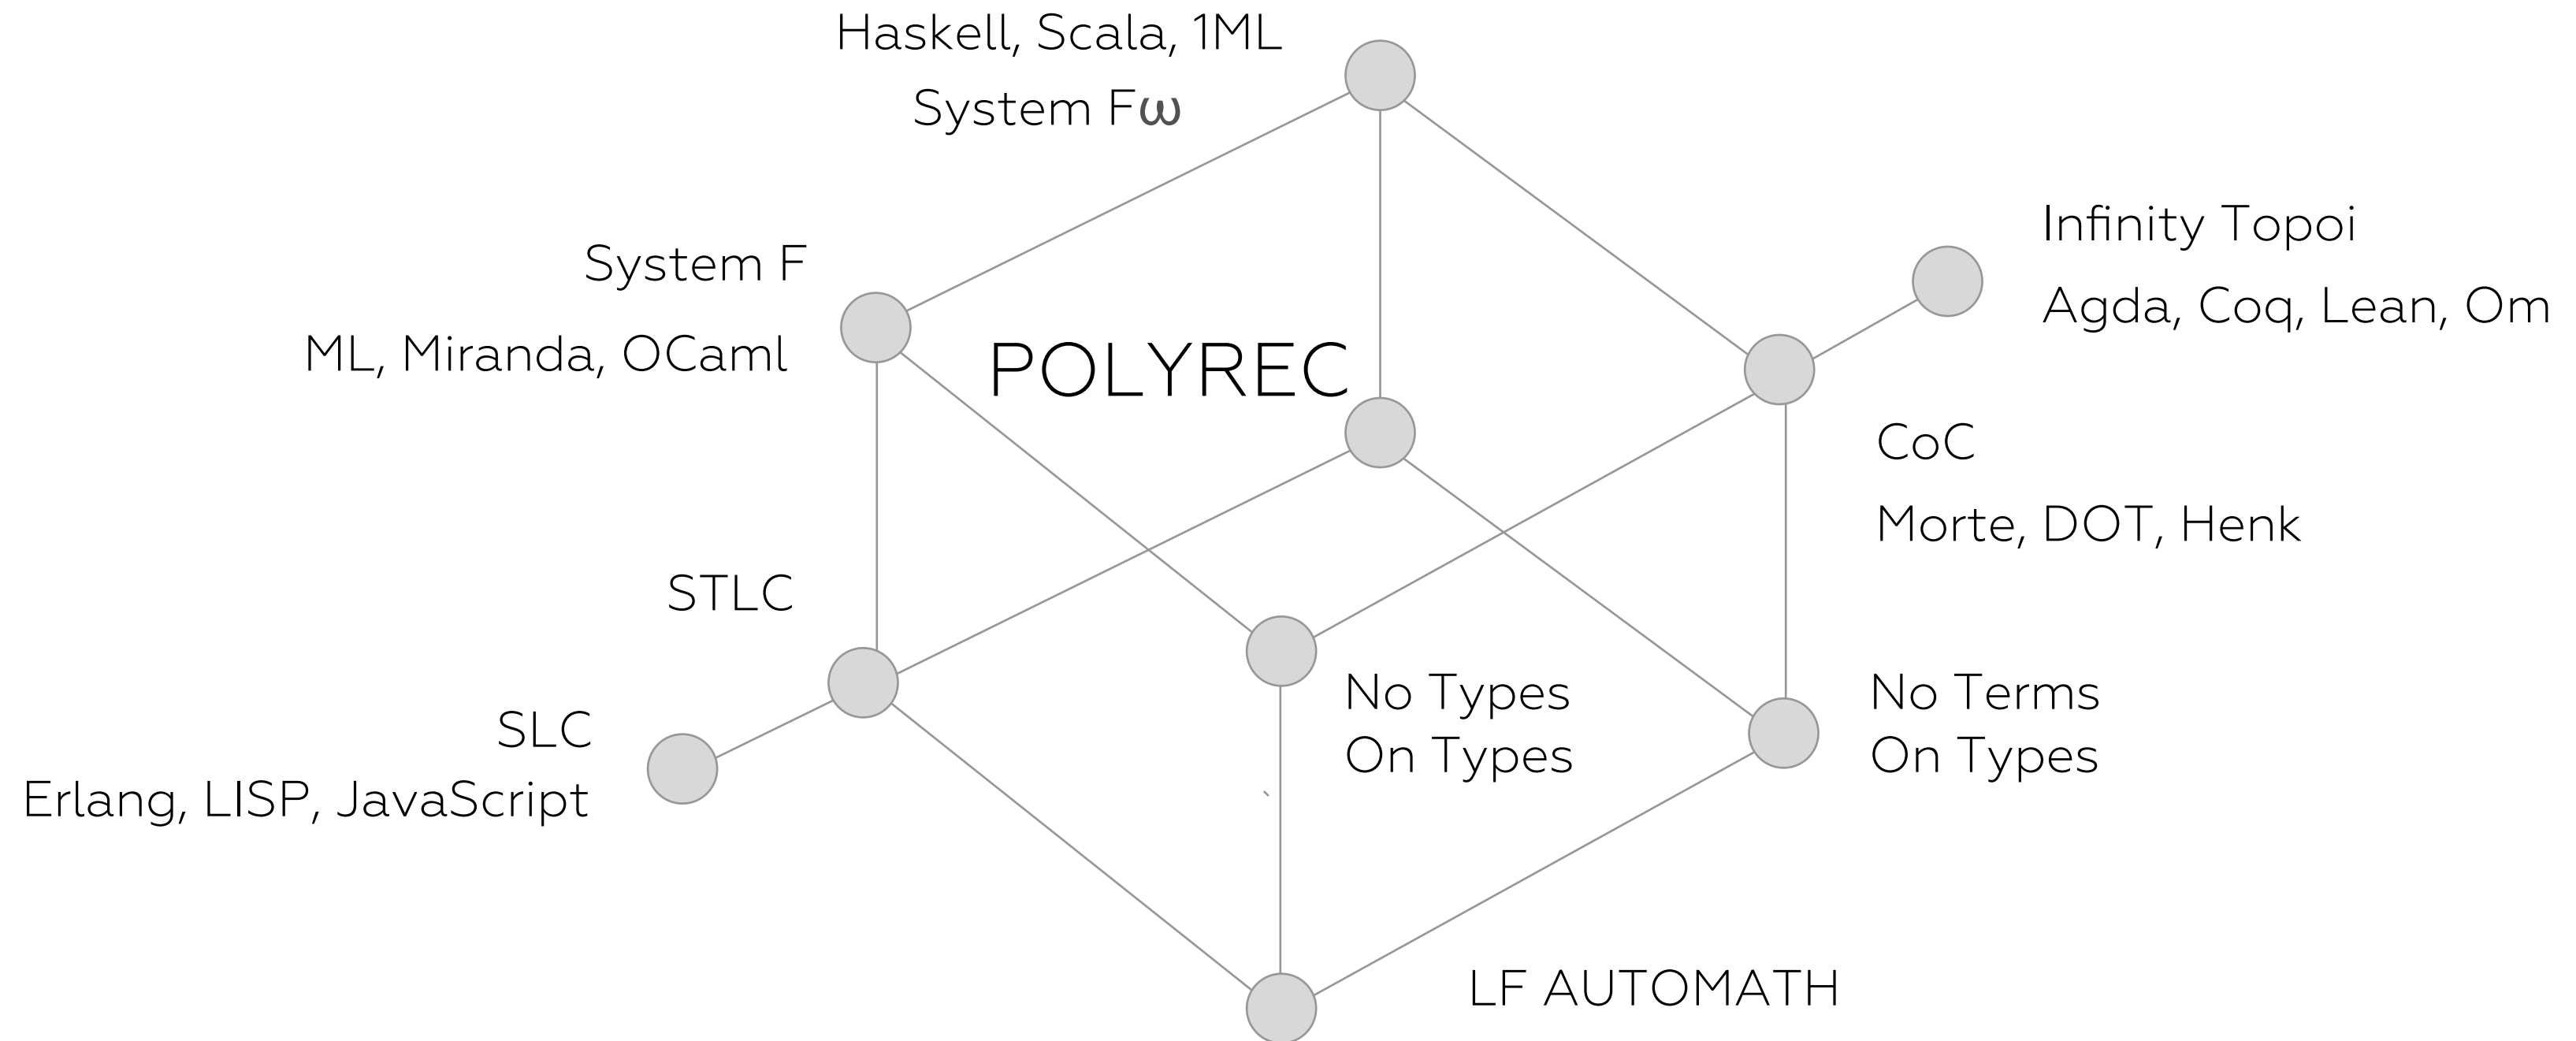 Haskell, Scala, 1ML
System Fω
Infinity Topoi
Agda, Coq, Lean, Om
System F
ML, Miranda, OCaml
POLYREC
CoC
Morte, DOT, Henk
STLC
SLC
Erlang, LISP, JavaScript
No Types
On Types
No Terms
On Types
LF AUTOMATH